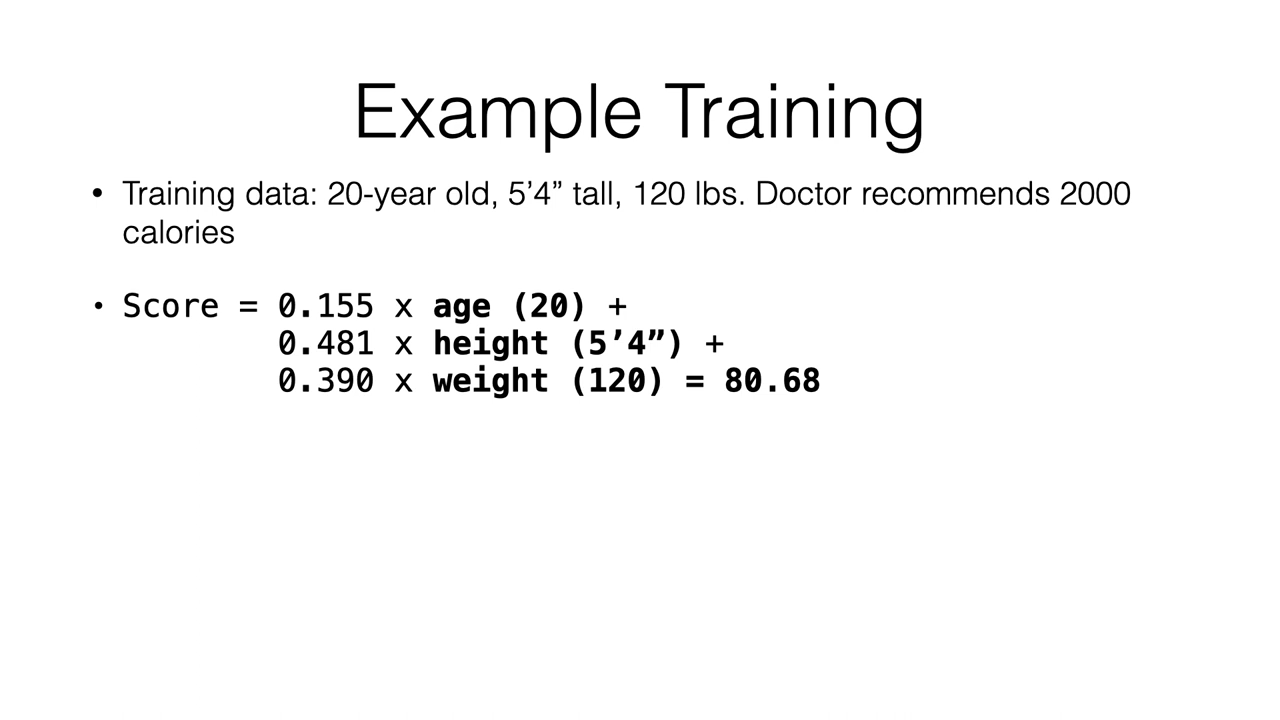 Example Training
• Training data: 20-year old, 5’4” tall, 120 lbs. Doctor recommends 2000
calories
• Score = 0.155 x age (20) +
0.481 x height (5’4”) +
0.390 x weight (120) = 80.68